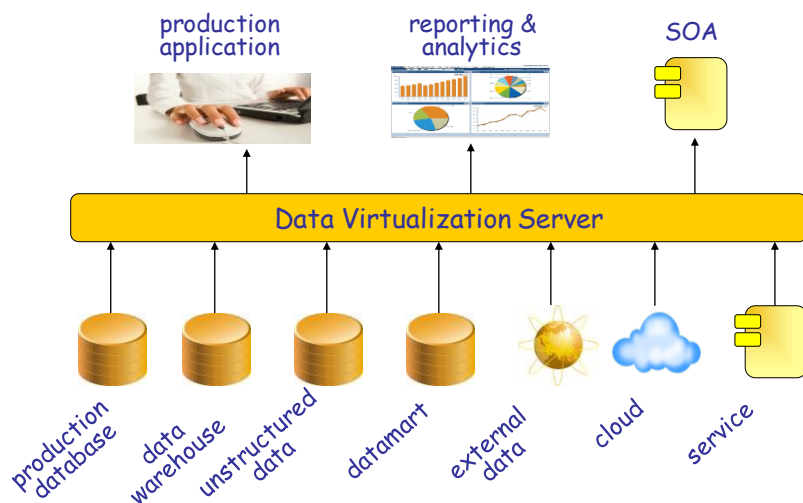 production
application
reporting &
analytics
SOA
Data Virtualization Server
production
database
data
warehouse
unstructured
data
datamart
external
data
cloud
service